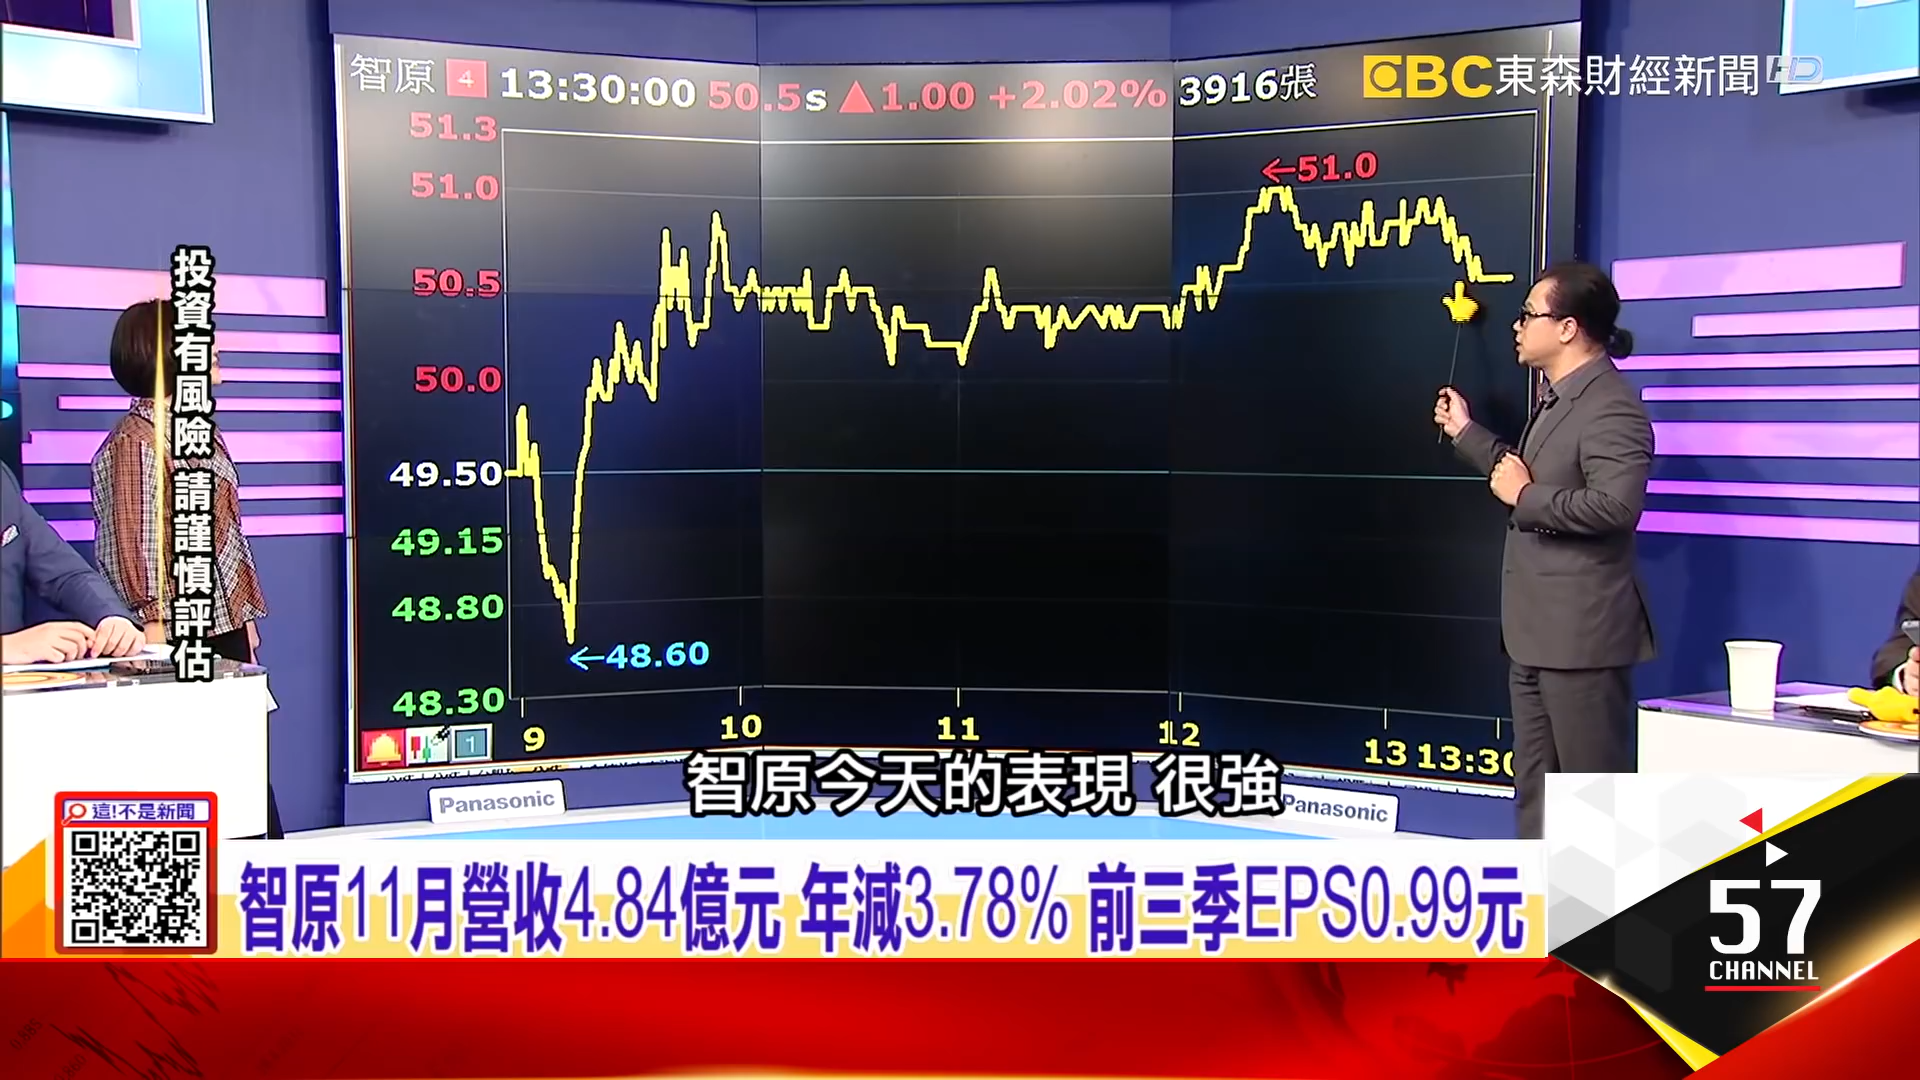 智原 4 13:30:00 50.5s ▲1.00 +2.02% 3916張
EBC東森財經新聞HD
51.3
51.0
←51.0
50.5
50.0
49.50
49.15
48.80
←48.60
48.30
1
9 10 11 12 13 13:30
投資有風險 請謹慎評估
Panasonic
Panasonic
智原今天的表現 很強
這!不是新聞
智原11月營收4.84億元 年減3.78% 前三季EPS0.99元
57
CHANNEL